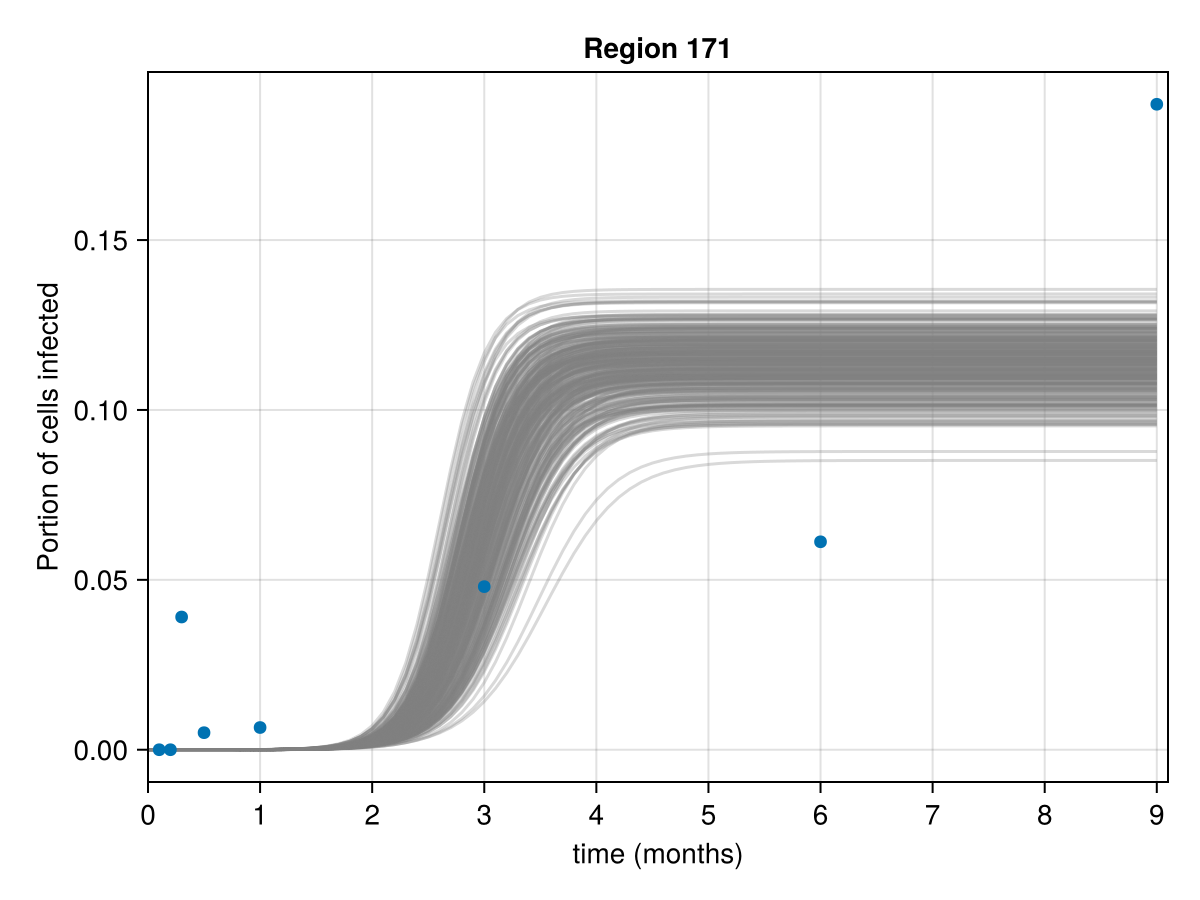 Region 171
Portion of cells infected
0.15
0.10
0.05
0.00
0 1 2 3 4 5 6 7 8 9
time (months)